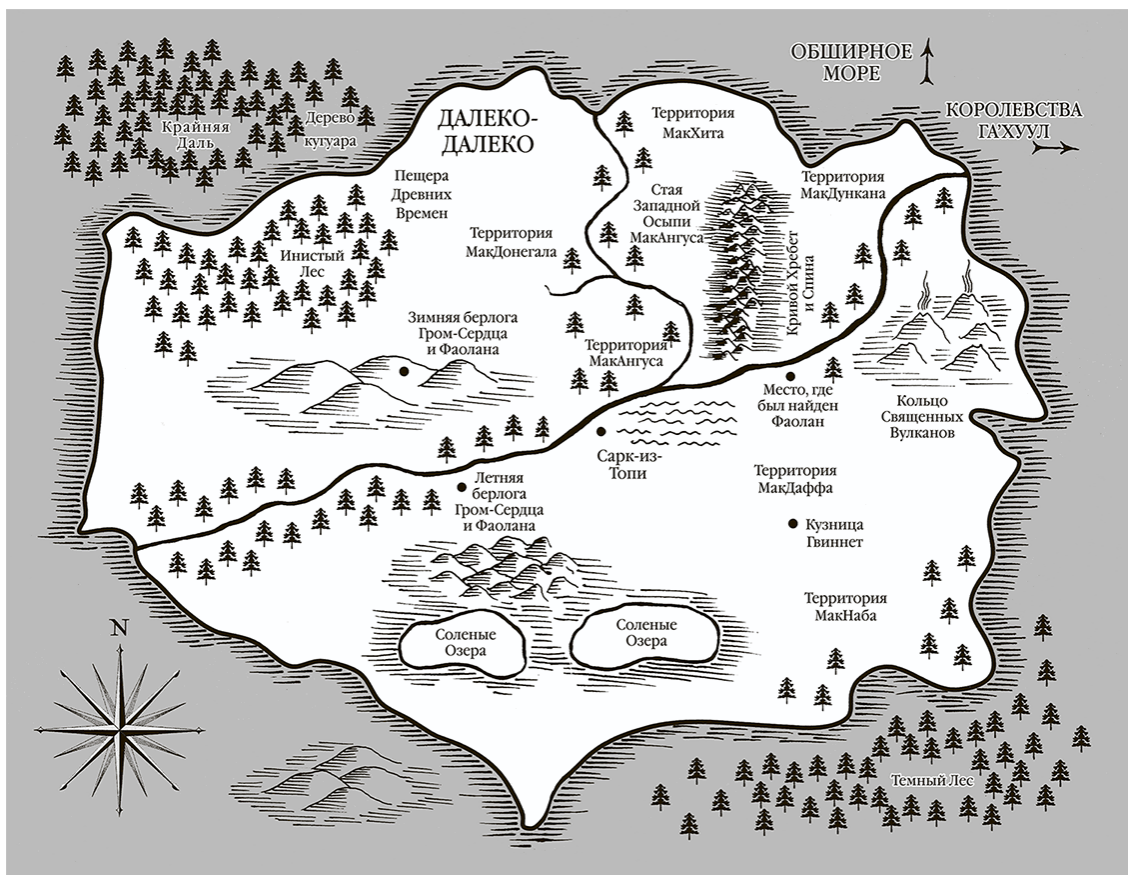 ОБШИРНОЕ
МОРЕ
КОРОЛЕВСТВА
ГА'ХУУЛ
Крайняя
Даль
Дерево
кугуара
ДАЛЕКО-
ДАЛЕКО
Территория
МакХита
Пещера
Древних
Времен
Территория
МакДункана
Стая
Западной
Осыпи
МакАнгуса
Территория
МакДонегала
Инистый
Лес
Кривой Хребет
и Спина
Зимняя берлога
Гром-Сердца
и Фаолана
Территория
МакАнгуса
Место, где
был найден
Фаолан
Кольцо
Священных
Вулканов
Сарк-из-
Топи
Территория
МакДаффа
Летняя
берлога
Гром-Сердца
и Фаолана
Кузница
Гвиннет
Территория
МакНаба
Соленые
Озера
Соленые
Озера
N
Темный Лес